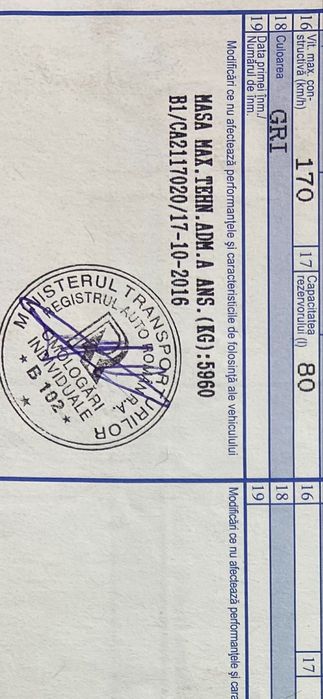 16 Vit. max. con-
structivă (km/h) 170 17 Capacitatea
rezervorului (l) 80
18 Culoarea GRI
19 Data primei înm./
Numărul de înm.
Modificări ce nu afectează performanțele și caracteristicile de folosință ale vehiculului
MASA MAX.TEHN.ADM.A ANS.(KG):5960
B1/CA2117020/17-10-2016
MINISTERUL TRANSPORTURILOR
REGISTRUL AUTO ROMÂN R.A.
OMOLOGĂRI
INDIVIDUALE
* B 102 *
16 17
18
19
Modificări ce nu afectează performanțele și cara